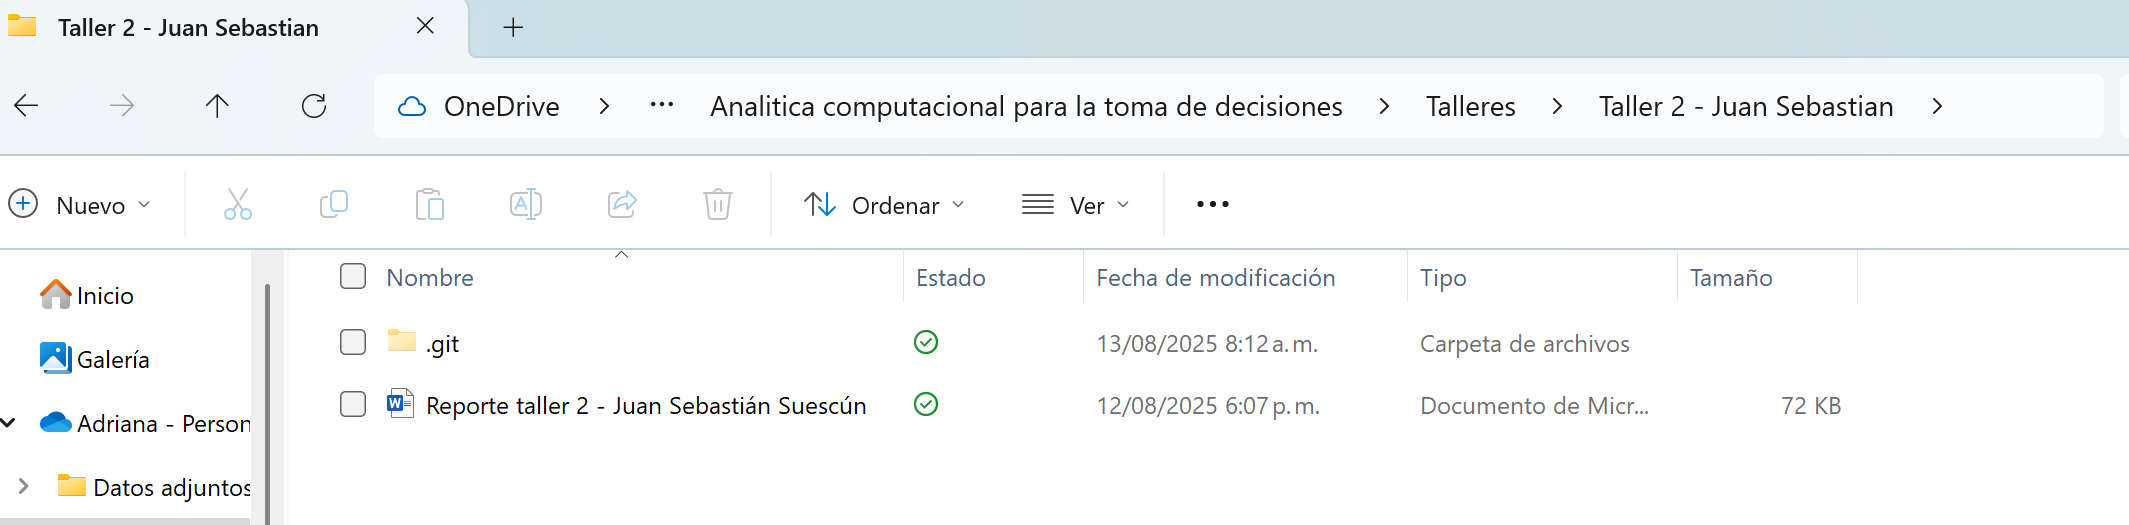 Taller 2 - Juan Sebastian
OneDrive > ... Analitica computacional para la toma de decisiones > Talleres > Taller 2 - Juan Sebastian >
Nuevo Ordenar Ver ...
Nombre Estado Fecha de modificación Tipo Tamaño
Inicio
Galería
Adriana - Person
Datos adjuntos
.git 13/08/2025 8:12 a. m. Carpeta de archivos
Reporte taller 2 - Juan Sebastián Suescún 12/08/2025 6:07 p. m. Documento de Micr... 72 KB